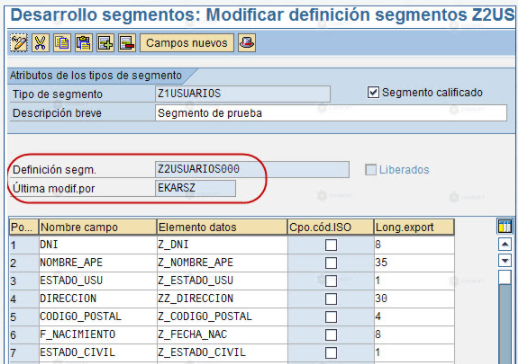 Desarrollo segmentos: Modificar definición segmentos Z2US
Campos nuevos
Atributos de los tipos de segmento
Tipo de segmento Z1USUARIOS Segmento calificado
Descripción breve Segmento de prueba
Definición segm. Z2USUARIOS000 Liberados
Última modif.por EKARSZ
Po... Nombre campo Elemento datos Cpo.cód.ISO Long.export
1 DNI Z_DNI 8
2 NOMBRE_APE Z_NOMBRE_APE 35
3 ESTADO_USU Z_ESTADO_USU 1
4 DIRECCION ZZ_DIRECCION 30
5 CODIGO_POSTAL Z_CODIGO_POSTAL 4
6 F_NACIMIENTO Z_FECHA_NAC 8
7 ESTADO_CIVIL Z_ESTADO_CIVIL 1